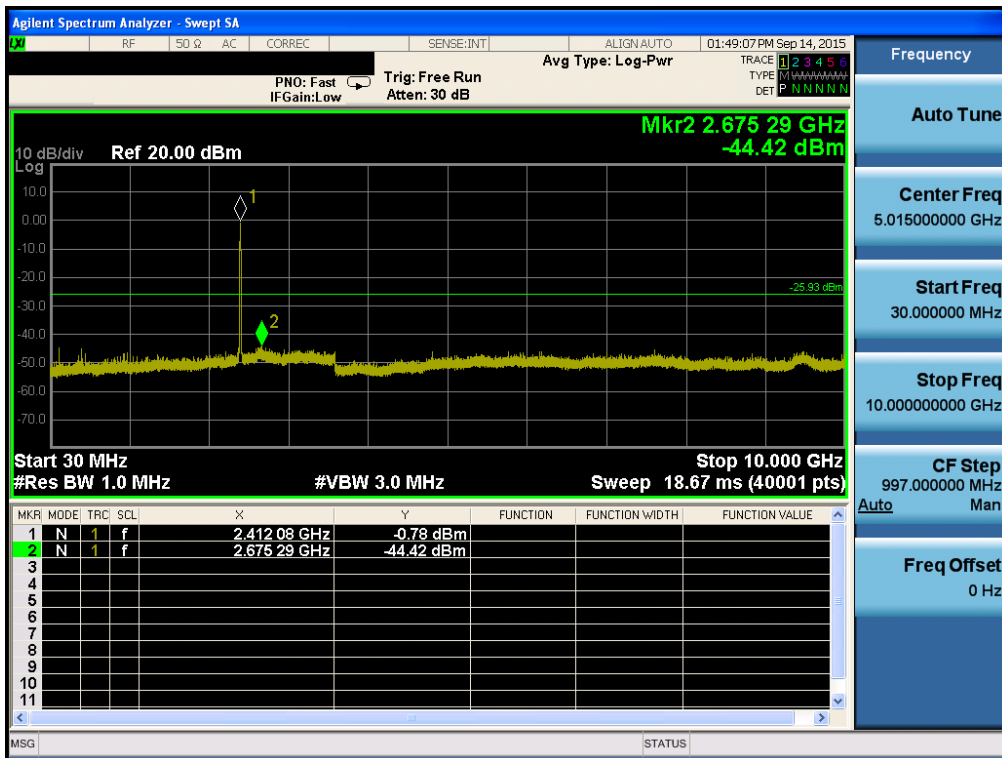 Agilent Spectrum Analyzer - Swept SA
LXI RF 50 Ω AC CORREC SENSE:INT ALIGN AUTO 01:49:07 PM Sep 14, 2015
Frequency
Avg Type: Log-Pwr
TRACE 1 2 3 4 5 6
PNO: Fast Trig: Free Run
TYPE M WWWWW
IFGain:Low Atten: 30 dB
DET P N N N N N
Auto Tune
Mkr2 2.675 29 GHz
10 dB/div Ref 20.00 dBm -44.42 dBm
Log
10.0
0.00
-10.0
-20.0
-30.0
-40.0
-50.0
-60.0
-70.0
1
2
-25.93 dBm
Center Freq
5.015000000 GHz
Start Freq
30.000000 MHz
Stop Freq
10.000000000 GHz
Start 30 MHz Stop 10.000 GHz
#Res BW 1.0 MHz #VBW 3.0 MHz Sweep 18.67 ms (40001 pts)
CF Step
997.000000 MHz
Auto Man
MKR MODE TRC SCL X Y FUNCTION FUNCTION WIDTH FUNCTION VALUE
1 N 1 f 2.412 08 GHz -0.78 dBm
2 N 1 f 2.675 29 GHz -44.42 dBm
3
4
5
6
7
8
9
10
11
Freq Offset
0 Hz
MSG STATUS